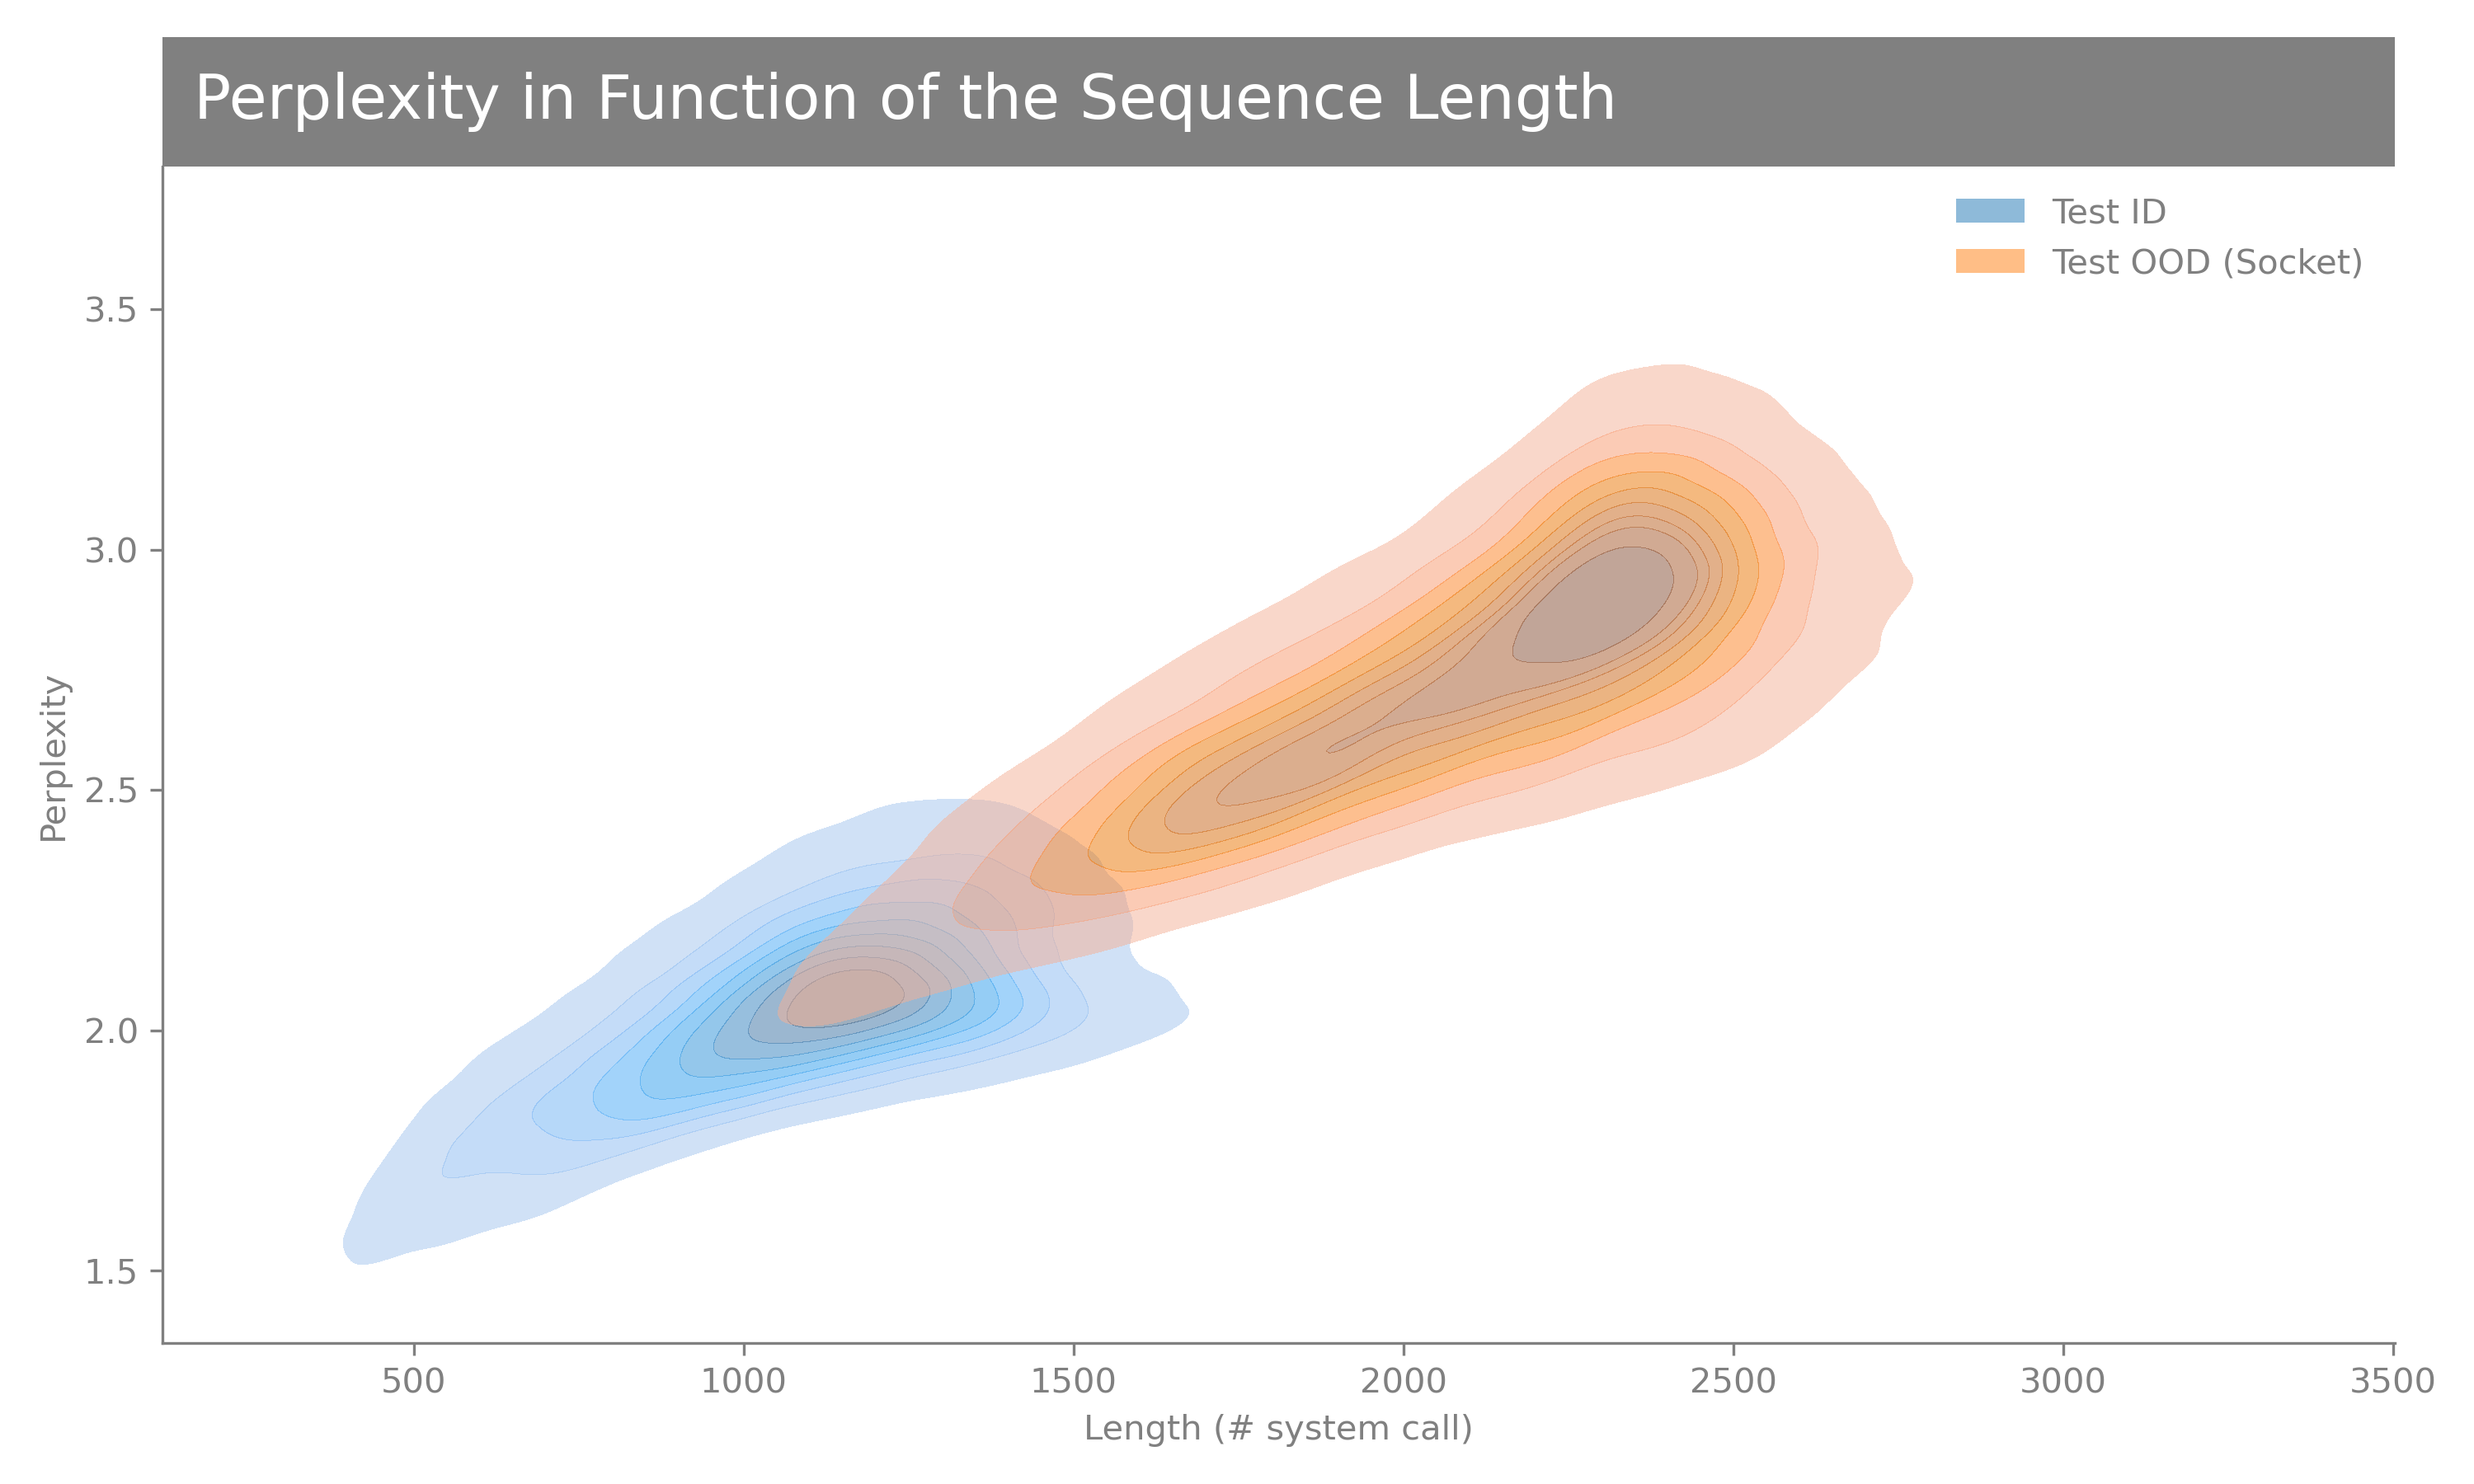 Perplexity in Function of the Sequence Length
Test ID
Test OOD (Socket)
3.5
3.0
2.5
2.0
1.5
Perplexity
500
1000
1500
2000
2500
3000
3500
Length (# system call)